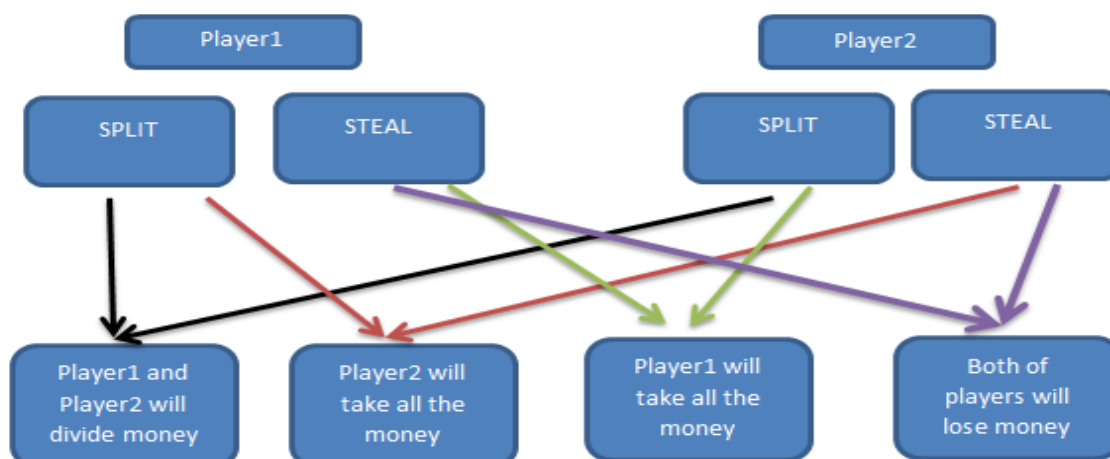 Player1
Player2
SPLIT
STEAL
SPLIT
STEAL
Player1 and
Player2 will
divide money
Player2 will
take all the
money
Player1 will
take all the
money
Both of
players will
lose money